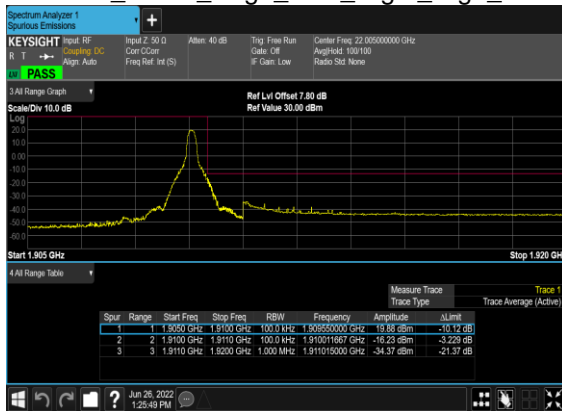 Spectrum Analyzer 1
Spurious Emissions
KEYSIGHT Input: RF Input Z: 50 Ω Atten: 40 dB Trig: Free Run Center Freq: 22.005000000 GHz
R T Coupling: DC Corr CCorr Gate: Off Avg|Hold: 100/100
Align: Auto Freq Ref: Int (S) IF Gain: Low Radio Std: None
PASS
3 All Range Graph
Ref Lvl Offset 7.80 dB
Scale/Div 10.0 dB Ref Value 30.00 dBm
Log
20.0
10.0
0.00
-10.0
-20.0
-30.0
-40.0
-50.0
-60.0
Start 1.905 GHz Stop 1.920 GH
4 All Range Table
Measure Trace Trace 1
Trace Type Trace Average (Active)
Spur Range Start Freq Stop Freq RBW Frequency Amplitude ΔLimit
1 1 1.9050 GHz 1.9100 GHz 100.0 kHz 1.909550000 GHz 19.88 dBm -10.12 dB
2 2 1.9100 GHz 1.9110 GHz 100.0 kHz 1.910011667 GHz -16.23 dBm -3.229 dB
3 3 1.9110 GHz 1.9200 GHz 1.000 MHz 1.911015000 GHz -34.37 dBm -21.37 dB
Jun 26, 2022
1:25:49 PM